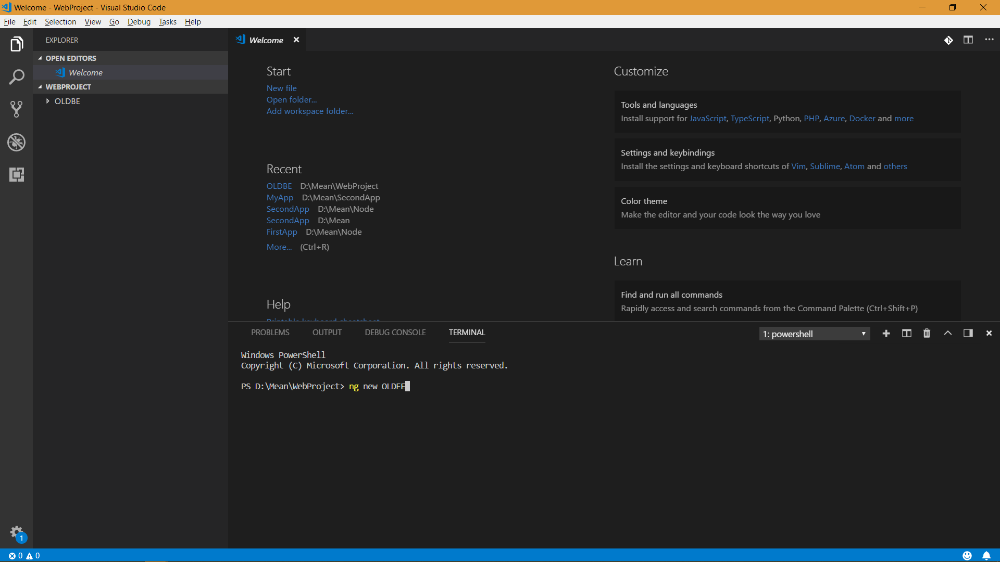 Welcome - WebProject - Visual Studio Code
File Edit Selection View Go Debug Tasks Help
EXPLORER
OPEN EDITORS
Welcome
WEBPROJECT
OLDBE
Welcome
Start
New file
Open folder...
Add workspace folder...
Recent
OLDBE D:\Mean\WebProject
MyApp D:\Mean\SecondApp
SecondApp D:\Mean\Node
SecondApp D:\Mean
FirstApp D:\Mean\Node
More... (Ctrl+R)
Help
Printable keyboard cheatsheet
Customize
Tools and languages
Install support for JavaScript, TypeScript, Python, PHP, Azure, Docker and more
Settings and keybindings
Install the settings and keyboard shortcuts of Vim, Sublime, Atom and others
Color theme
Make the editor and your code look the way you love
Learn
Find and run all commands
Rapidly access and search commands from the Command Palette (Ctrl+Shift+P)
PROBLEMS OUTPUT DEBUG CONSOLE TERMINAL
1: powershell
Windows PowerShell
Copyright (C) Microsoft Corporation. All rights reserved.
PS D:\Mean\WebProject> ng new OLDFE
1
0 0